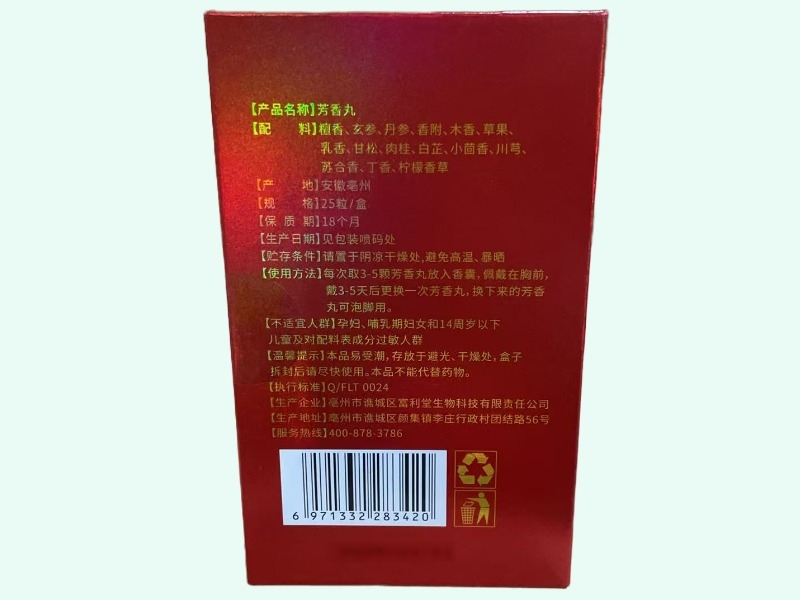 【产品名称】芳香丸
【配 料】檀香、玄参、丹参、香附、木香、草果、
乳香、甘松、肉桂、白芷、小茴香、川芎、
苏合香、丁香、柠檬香草
【产 地】安徽亳州
【规 格】25粒/盒
【保 质 期】18个月
【生产日期】见包装喷码处
【贮存条件】请置于阴凉干燥处,避免高温、暴晒
【使用方法】每次取3-5颗芳香丸放入香囊,佩戴在胸前,
戴3-5天后更换一次芳香丸,换下来的芳香
丸可泡脚用。
【不适宜人群】孕妇、哺乳期妇女和14周岁以下
儿童及对配料表成分过敏人群
【温馨提示】本品易受潮,存放于避光、干燥处,盒子
拆封后请尽快使用。本品不能代替药物。
【执行标准】Q/FLT 0024
【生产企业】亳州市谯城区富利堂生物科技有限责任公司
【生产地址】亳州市谯城区颜集镇李庄行政村团结路56号
【服务热线】400-878-3786
6 971332 283420